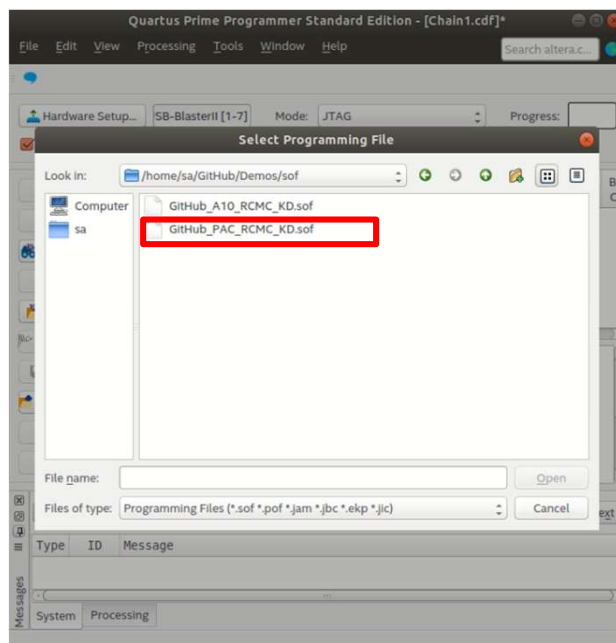 Quartus Prime Programmer Standard Edition - [Chain1.cdf]*
File Edit View Processing Tools Window Help
Search altera.c...
Hardware Setup... SB-BlasterII [1-7] Mode: JTAG Progress:
Select Programming File
Look in: /home/sa/GitHub/Demos/sof
Computer
sa
GitHub_A10_RCMC_KD.sof
GitHub_PAC_RCMC_KD.sof
File name: Open
Files of type: Programming Files (*.sof *.pof *.jam *.jbc *.ekp *.jic) Cancel
Type ID Message
Messages
System Processing